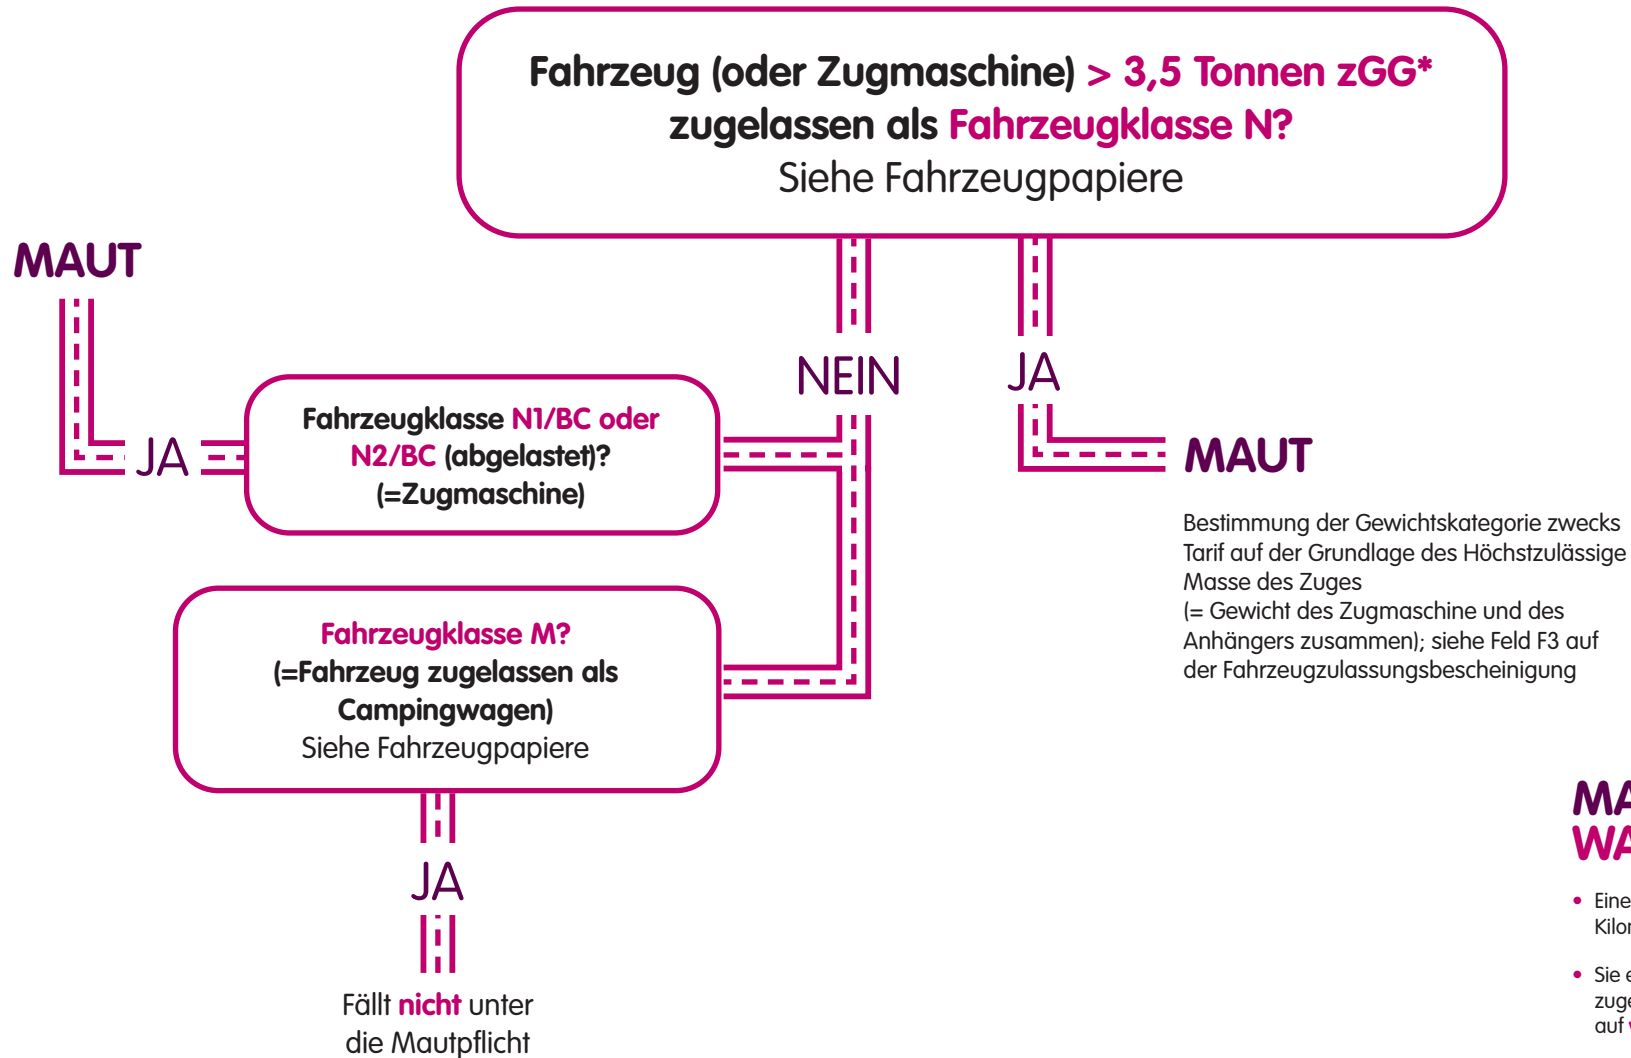 Fahrzeug (oder Zugmaschine) > 3,5 Tonnen zGG*
zugelassen als Fahrzeugklasse N?
Siehe Fahrzeugpapiere
MAUT
NEIN
JA
Fahrzeugklasse N1/BC oder
N2/BC (abgelastet)?
(=Zugmaschine)
JA
MAUT
Bestimmung der Gewichtskategorie zwecks
Tarif auf der Grundlage des Höchstzulässige
Masse des Zuges
(= Gewicht des Zugmaschine und des
Anhängers zusammen); siehe Feld F3 auf
der Fahrzeugzulassungsbescheinigung
Fahrzeugklasse M?
(=Fahrzeug zugelassen als
Campingwagen)
Siehe Fahrzeugpapiere
JA
Fällt nicht unter
die Mautpflicht
• Eine
• Sie
auf